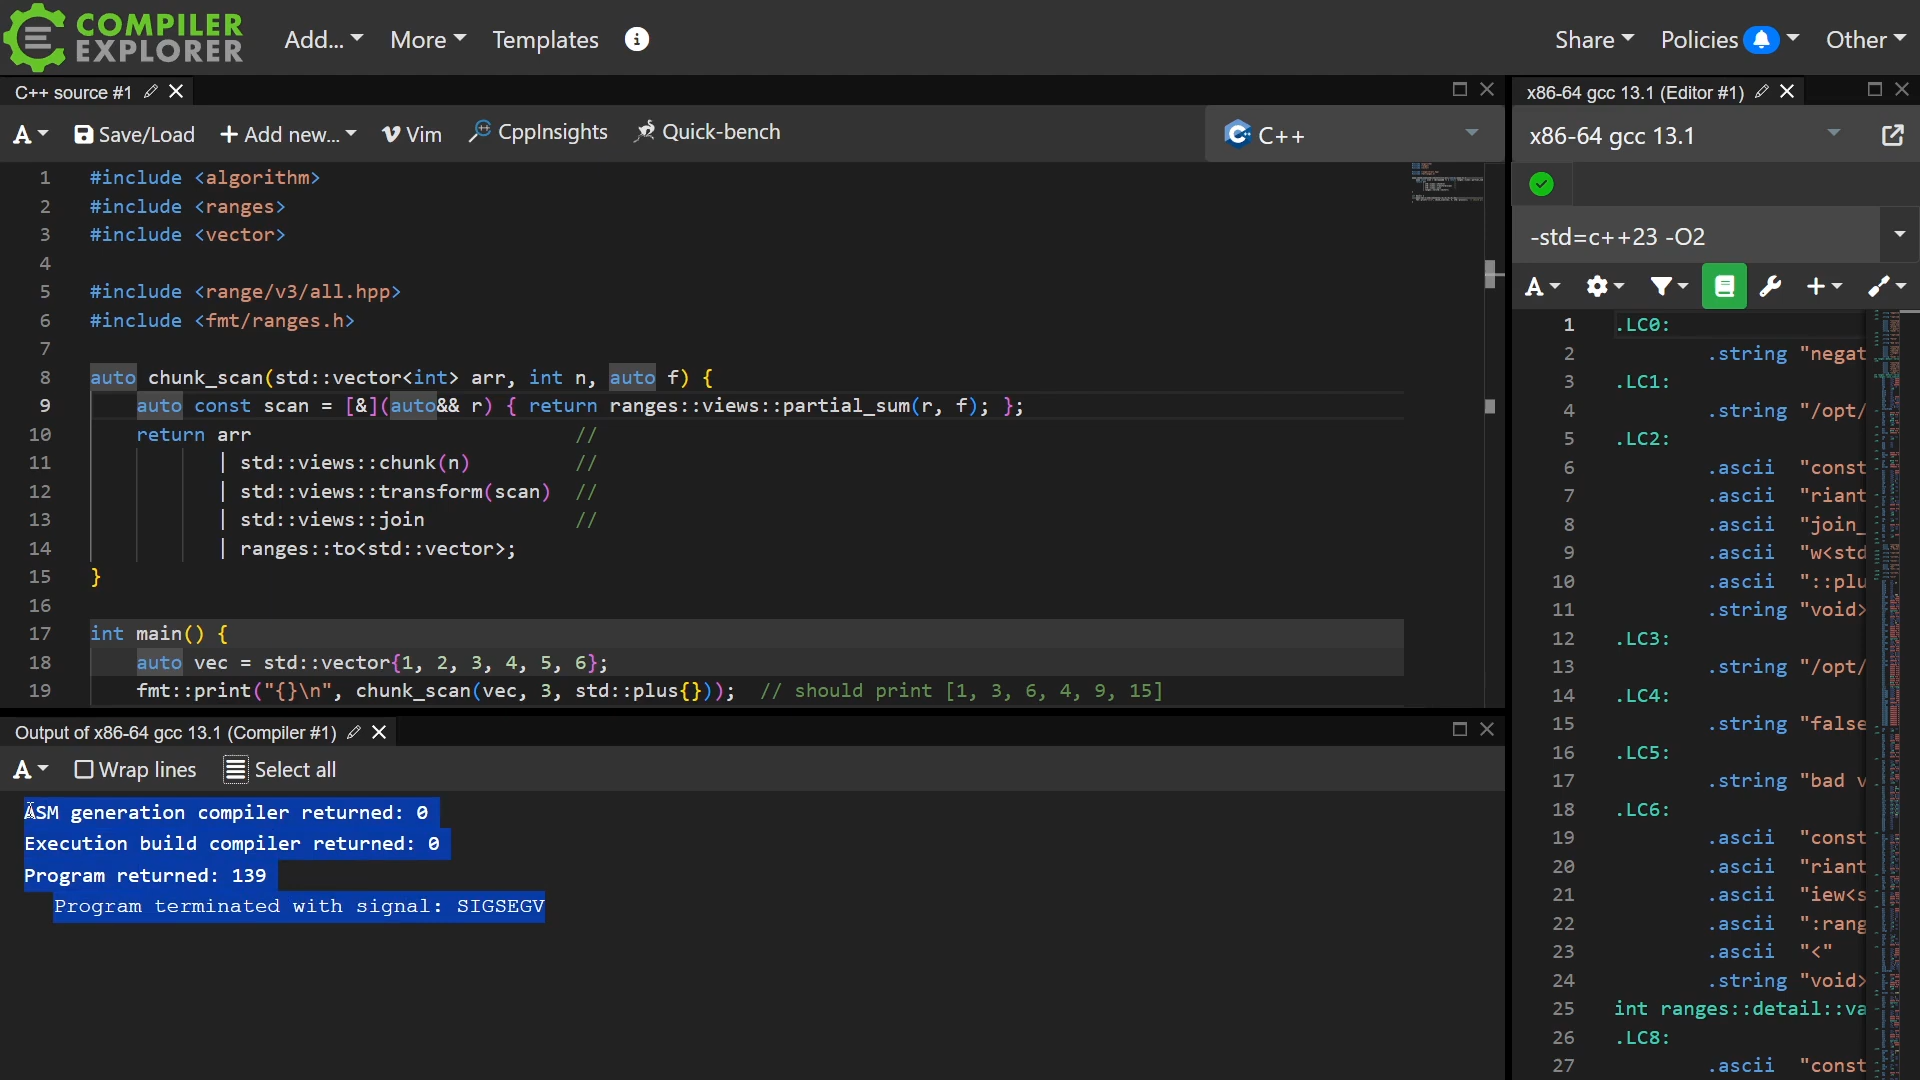 COMPILER EXPLORER Add... More Templates Share Policies Other
C++ source #1
A Save/Load + Add new... Vim CppInsights Quick-bench C++
1 #include <algorithm>
2 #include <ranges>
3 #include <vector>
4
5 #include <range/v3/all.hpp>
6 #include <fmt/ranges.h>
7
8 auto chunk_scan(std::vector<int> arr, int n, auto f) {
9 auto const scan = [&](auto&& r) { return ranges::views::partial_sum(r, f); };
10 return arr //
11 | std::views::chunk(n) //
12 | std::views::transform(scan) //
13 | std::views::join //
14 | ranges::to<std::vector>;
15 }
16
17 int main() {
18 auto vec = std::vector{1, 2, 3, 4, 5, 6};
19 fmt::print("{}\n", chunk_scan(vec, 3, std::plus{})); // should print [1, 3, 6, 4, 9, 15]
Output of x86-64 gcc 13.1 (Compiler #1)
A Wrap lines Select all
ASM generation compiler returned: 0
Execution build compiler returned: 0
Program returned: 139
Program terminated with signal: SIGSEGV
x86-64 gcc 13.1 (Editor #1)
x86-64 gcc 13.1
-std=c++23 -O2
A
1 .LC0:
2 .string "negat
3 .LC1:
4 .string "/opt/
5 .LC2:
6 .ascii "const
7 .ascii "riant
8 .ascii "join_
9 .ascii "w<std
10 .ascii "::plu
11 .string "void>
12 .LC3:
13 .string "/opt/
14 .LC4:
15 .string "false
16 .LC5:
17 .string "bad v
18 .LC6:
19 .ascii "const
20 .ascii "riant
21 .ascii "iew<s
22 .ascii ":rang
23 .ascii "<"
24 .string "void>
25 int ranges::detail::va
26 .LC8:
27 .ascii "const